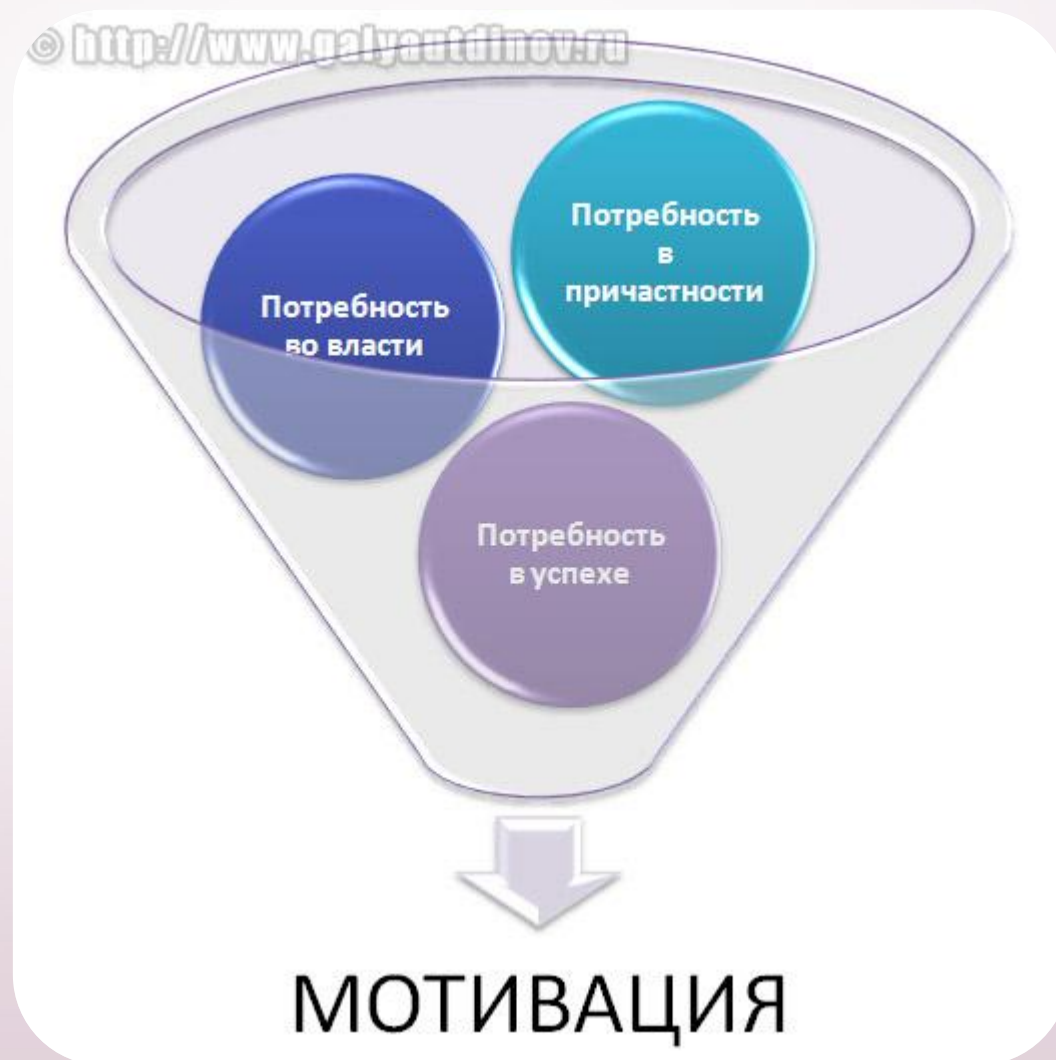 © http://www.galyautdinov.ru
Потребность
в
причастности
Потребность
во власти
Потребность
в успехе
МОТИВАЦИЯ